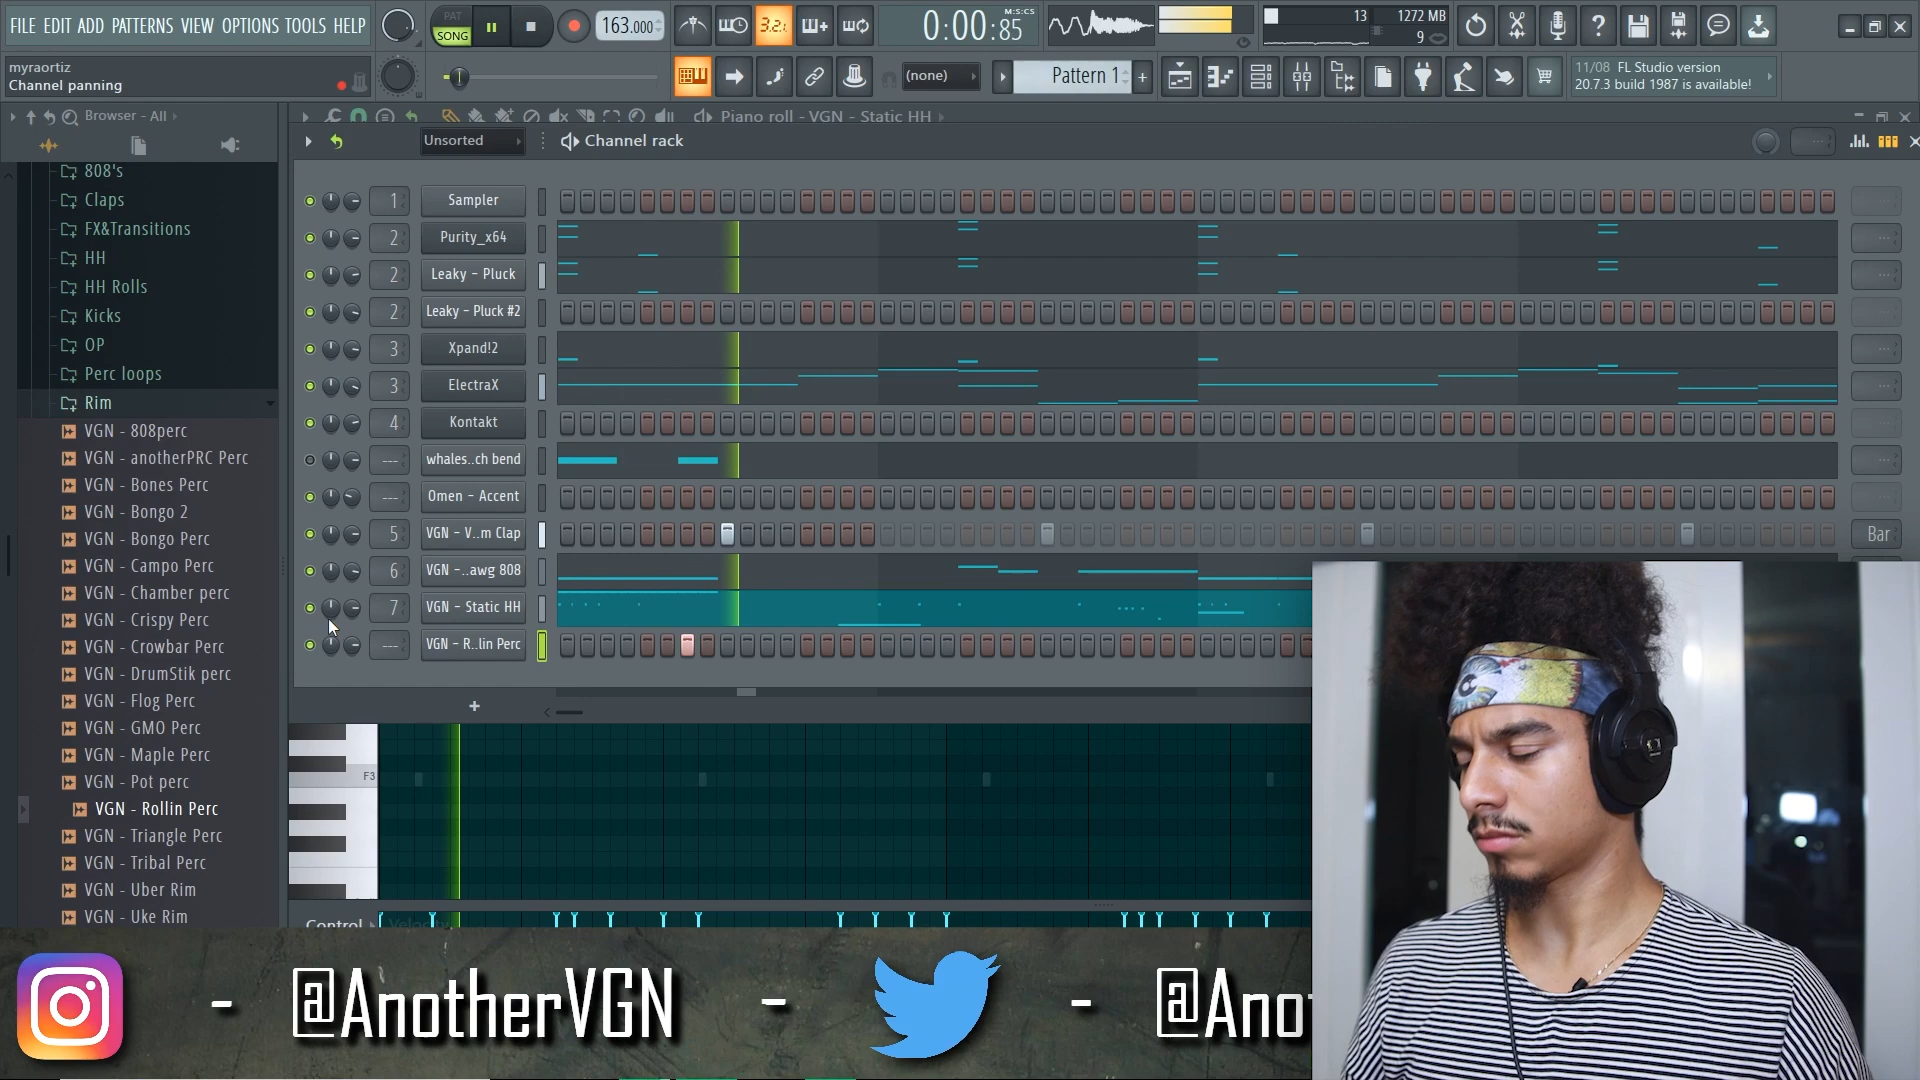 FILE EDIT ADD PATTERNS VIEW OPTIONS TOOLS HELP
PAT
SONG
163.000
3.2.
0:00:85
M:S:CS
13
1272 MB
9
myraortiz
Channel panning
(none)
Pattern 1
+
11/08 FL Studio version
20.7.3 build 1987 is available!
Browser - All
Piano roll - VGN - Static HH
Unsorted
Channel rack
808's
Claps
FX&Transitions
HH
HH Rolls
Kicks
OP
Perc loops
Rim
VGN - 808perc
VGN - anotherPRC Perc
VGN - Bones Perc
VGN - Bongo 2
VGN - Bongo Perc
VGN - Campo Perc
VGN - Chamber perc
VGN - Crispy Perc
VGN - Crowbar Perc
VGN - DrumStik perc
VGN - Flog Perc
VGN - GMO Perc
VGN - Maple Perc
VGN - Pot perc
VGN - Rollin Perc
VGN - Triangle Perc
VGN - Tribal Perc
VGN - Uber Rim
VGN - Uke Rim
1 Sampler
2 Purity_x64
2 Leaky - Pluck
2 Leaky - Pluck #2
3 Xpand!2
3 ElectraX
4 Kontakt
--- whales..ch bend
--- Omen - Accent
5 VGN - V..m Clap Bar
6 VGN -..awg 808
7 VGN - Static HH
--- VGN - R..lin Perc
+
F3
Control Velocity
- @AnotherVGN - - @Ano